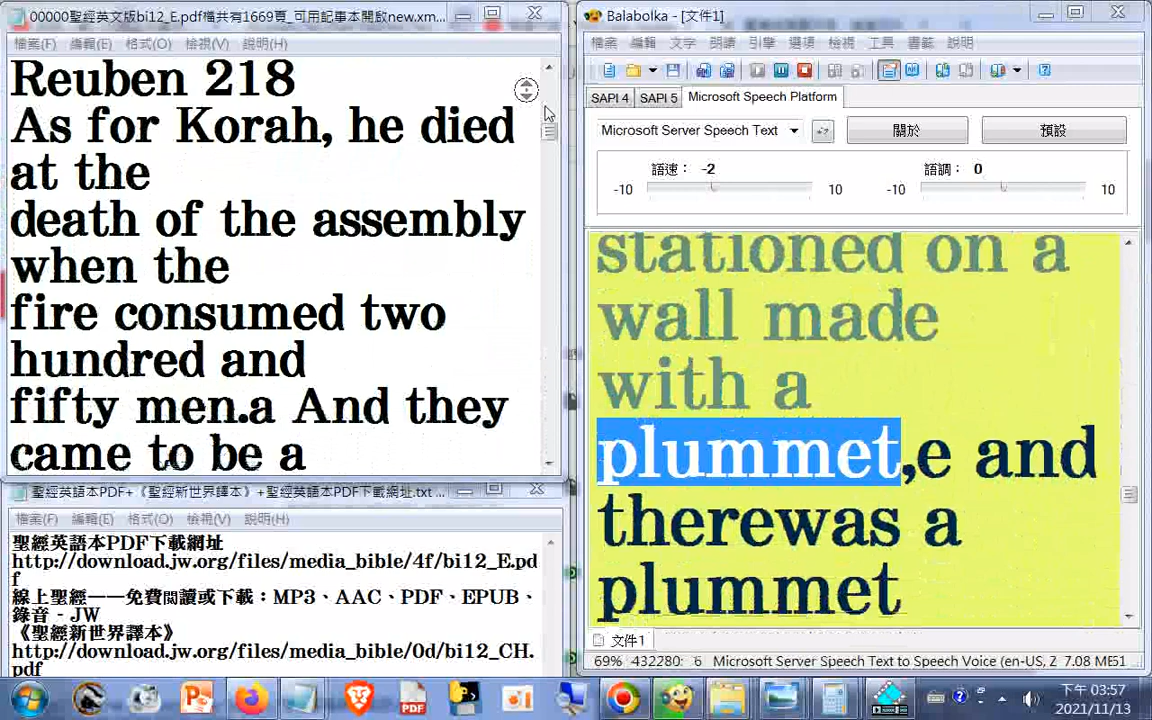 00000聖經英文版bi12_E.pdf檔共有1669頁_可用記事本開啟new.xm...
檔案(F) 編輯(E) 格式(O) 檢視(V) 說明(H)
Reuben 218
As for Korah, he died
at the
death of the assembly
when the
fire consumed two
hundred and
fifty men.a And they
came to be a
聖經英語本PDF+《聖經新世界譯本》+聖經英語本PDF下載網址.txt ...
檔案(F) 編輯(E) 格式(O) 檢視(V) 說明(H)
聖經英語本PDF下載網址
http://download.jw.org/files/media_bible/4f/bi12_E.pd
f
線上聖經——免費閱讀或下載：MP3、AAC、PDF、EPUB、
錄音 - JW
《聖經新世界譯本》
http://download.jw.org/files/media_bible/0d/bi12_CH.
pdf
Balabolka - [文件1]
檔案 編輯 文字 朗讀 引擎 選項 檢視 工具 書籤 說明
SAPI 4 SAPI 5 Microsoft Speech Platform
Microsoft Server Speech Text 關於 預設
語速： -2 語調： 0
-10 10 -10 10
stationed on a
wall made
with a
plummet,e and
therewas a
plummet
文件1
69% 432280: 6 Microsoft Server Speech Text to Speech Voice (en-US, Z 7.08 ME51
PDF
下午 03:57
2021/11/13